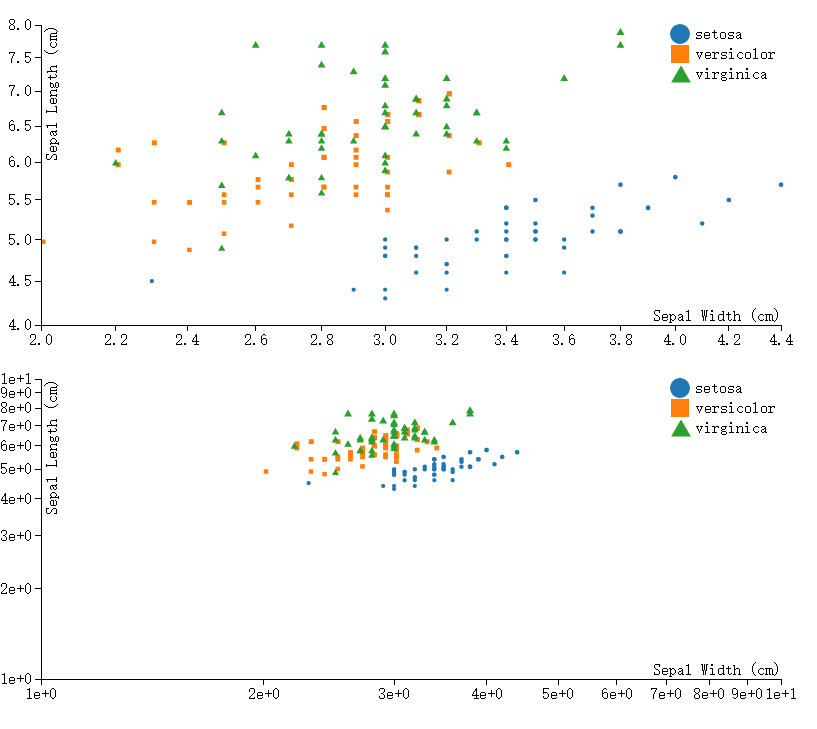 8.0
Sepal Length (cm)
setosa
7.5
versicolor
virginica
7.0
6.5
6.0
5.5
5.0
4.5
4.0
Sepal Width (cm)
2.0 2.2 2.4 2.6 2.8 3.0 3.2 3.4 3.6 3.8 4.0 4.2 4.4
1e+1
Sepal Length (cm)
setosa
9e+0
8e+0
versicolor
7e+0
virginica
6e+0
5e+0
4e+0
3e+0
2e+0
1e+0
Sepal Width (cm)
1e+0 2e+0 3e+0 4e+0 5e+0 6e+0 7e+0 8e+0 9e+0 1e+1